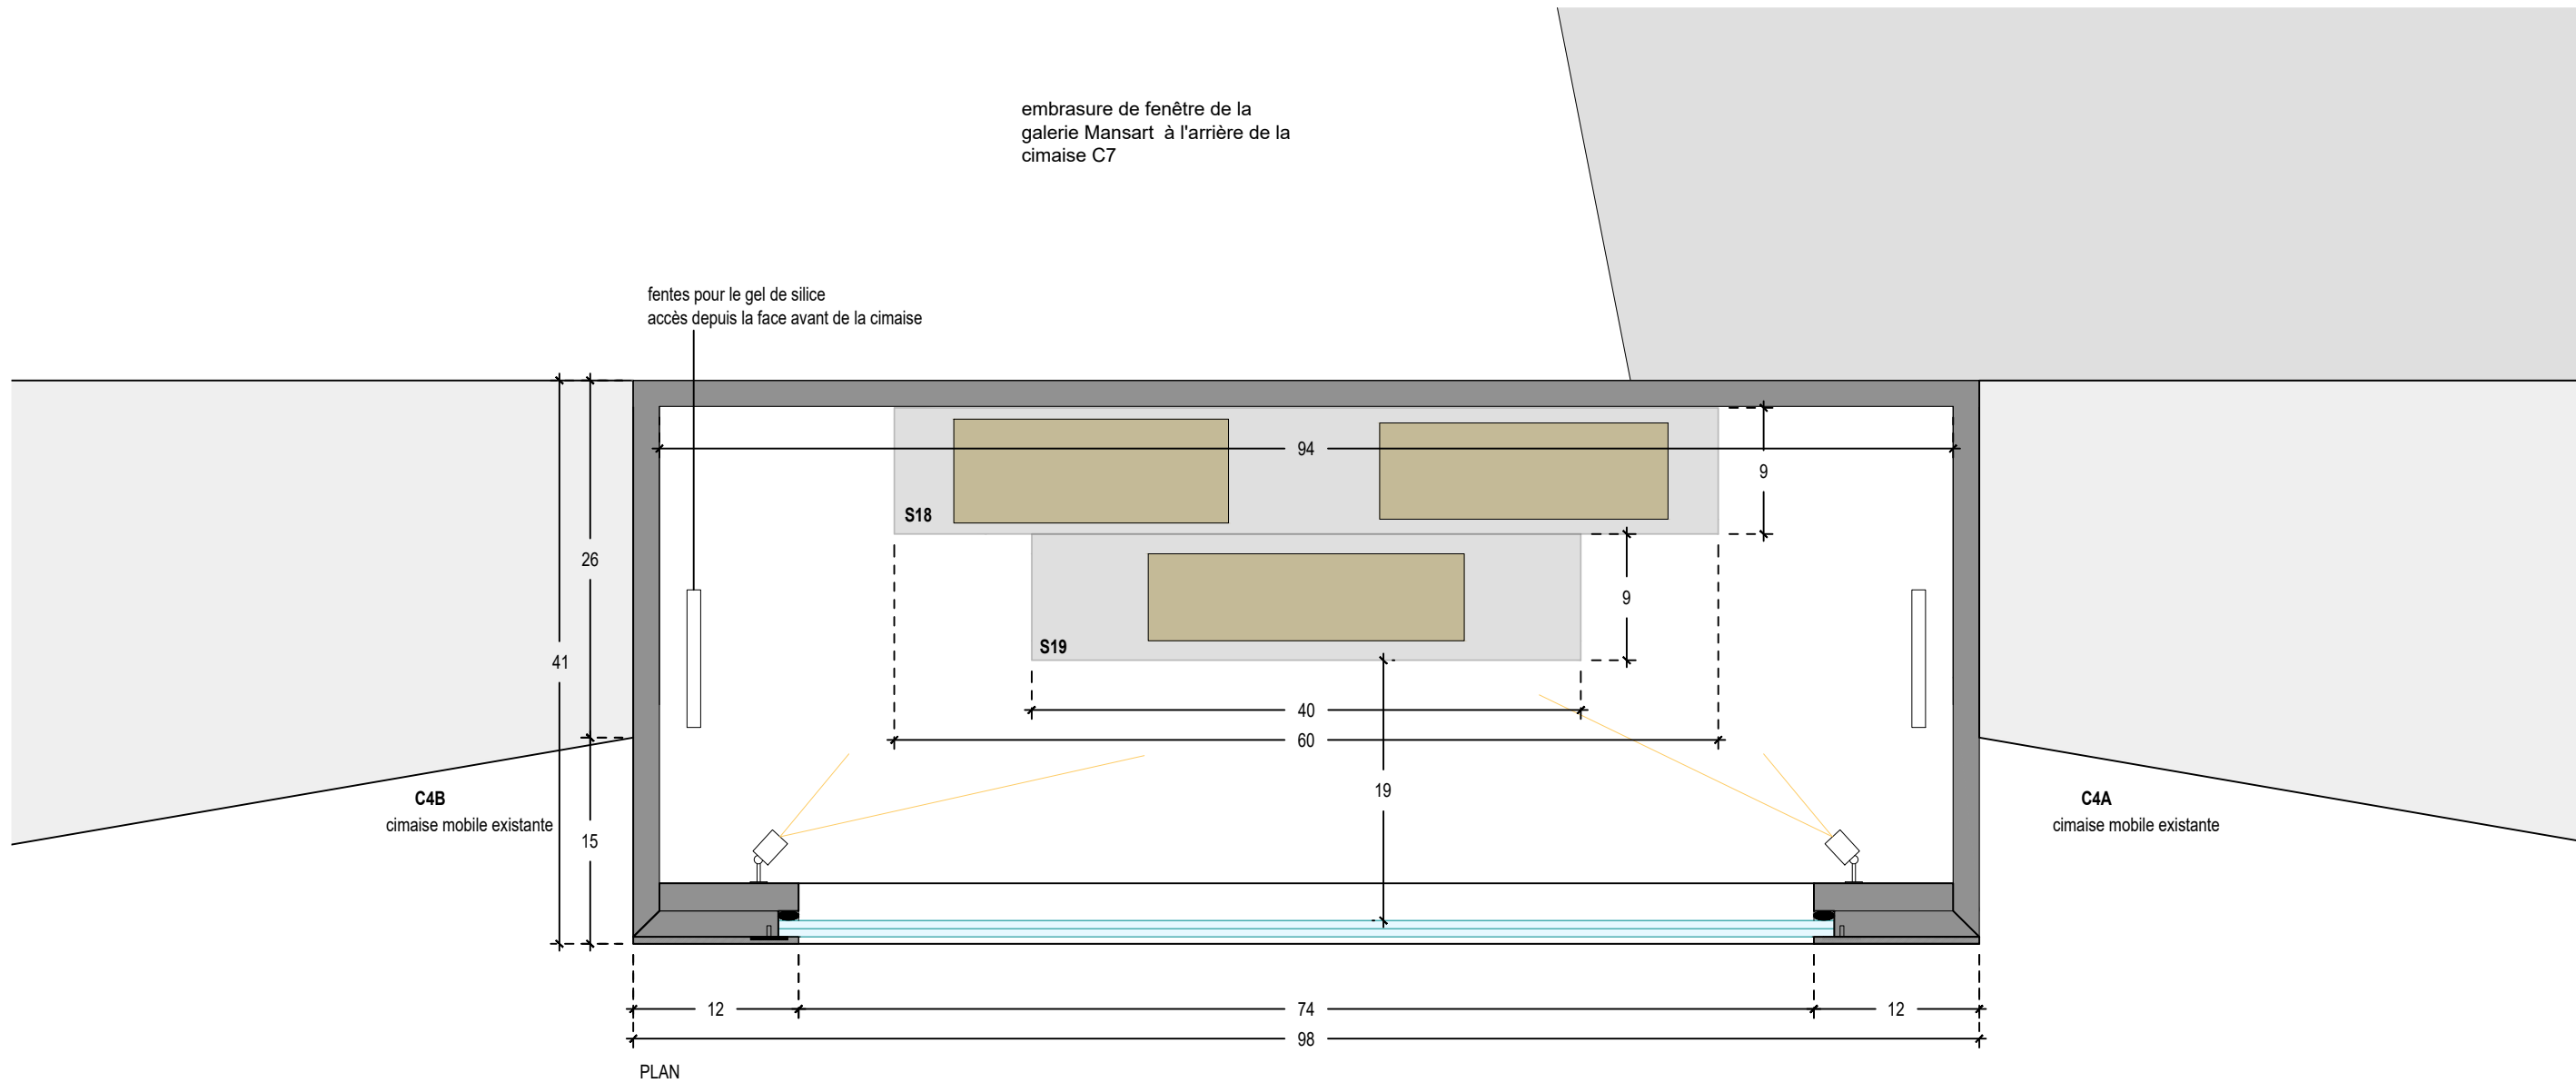 embrasure de fenêtre de la
galerie Mansart à l'arrière de la
cimaise C7
fentes pour le gel de silice
accès depuis la face avant de la cimaise
94
9
S18
26
9
S19
41
40
60
19
C4B
cimaise mobile existante
15
C4A
cimaise mobile existante
12
74
12
98
PLAN